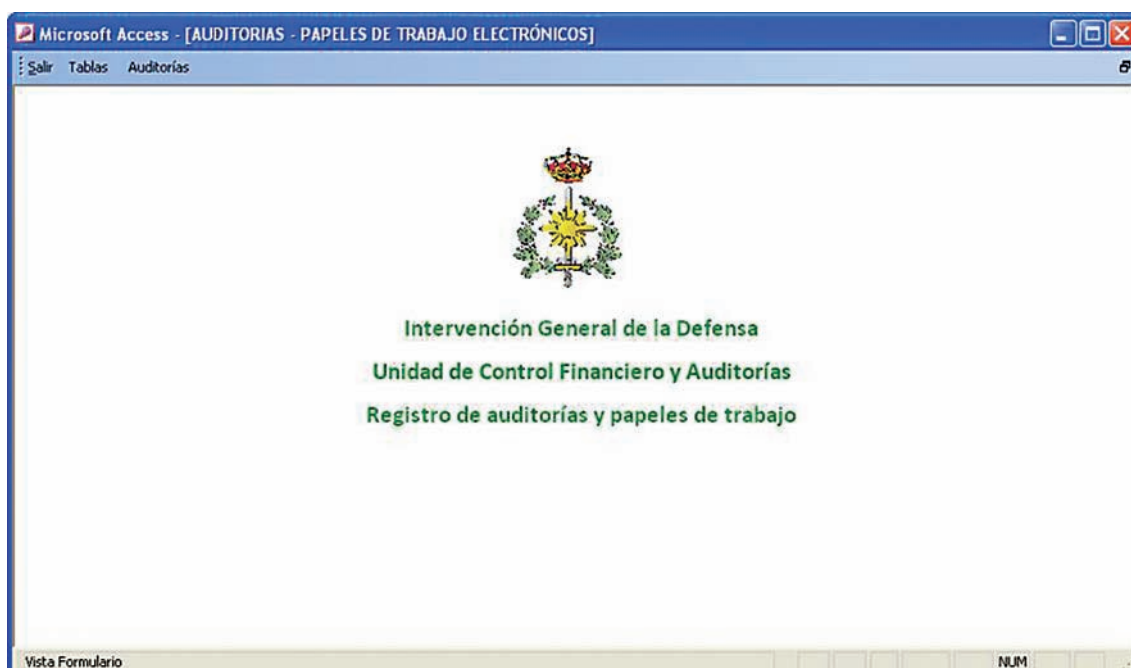 Microsoft Access - [AUDITORIAS - PAPELES DE TRABAJO ELECTRÓNICOS]
Salir Tablas Auditorías
Intervención General de la Defensa
Unidad de Control Financiero y Auditorías
Registro de auditorías y papeles de trabajo
Vista Formulario NUM